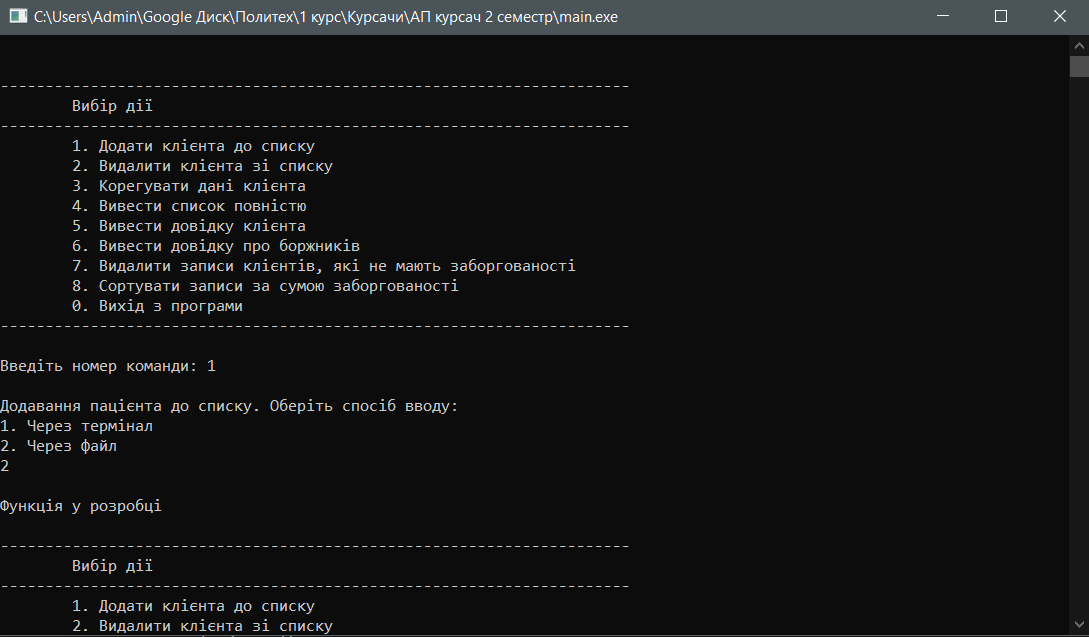 C:\Users\Admin\Google Диск\Политех\1 курс\Курсачи\АП курсач 2 семестр\main.exe
----------------------------------------------------------------------
Вибір дії
----------------------------------------------------------------------
1. Додати клієнта до списку
2. Видалити клієнта зі списку
3. Корегувати дані клієнта
4. Вивести список повністю
5. Вивести довідку клієнта
6. Вивести довідку про боржників
7. Видалити записи клієнтів, які не мають заборгованості
8. Сортувати записи за сумою заборгованості
0. Вихід з програми
----------------------------------------------------------------------
Введіть номер команди: 1
Додавання пацієнта до списку. Оберіть спосіб вводу:
1. Через термінал
2. Через файл
2
Функція у розробці
----------------------------------------------------------------------
Вибір дії
----------------------------------------------------------------------
1. Додати клієнта до списку
2. Видалити клієнта зі списку